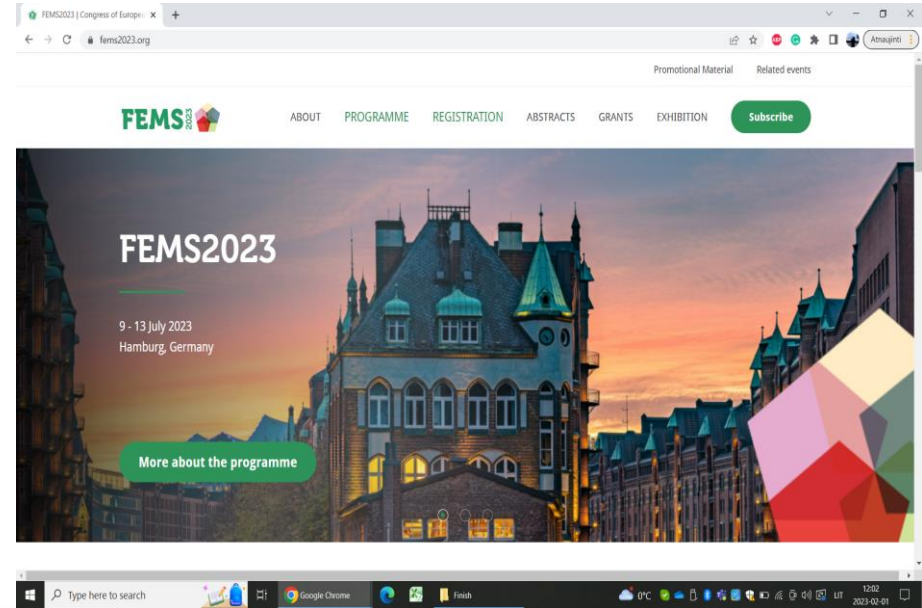 FEMS2023 | Congress of Europe
fems2023.org
Atnaujinti
Promotional Material Related events
FEMS 2023
ABOUT PROGRAMME REGISTRATION ABSTRACTS GRANTS EXHIBITION Subscribe
FEMS2023
9 - 13 July 2023
Hamburg, Germany
More about the programme
Type here to search Google Chrome Finish 0°C LIT 12:02
2023-02-01